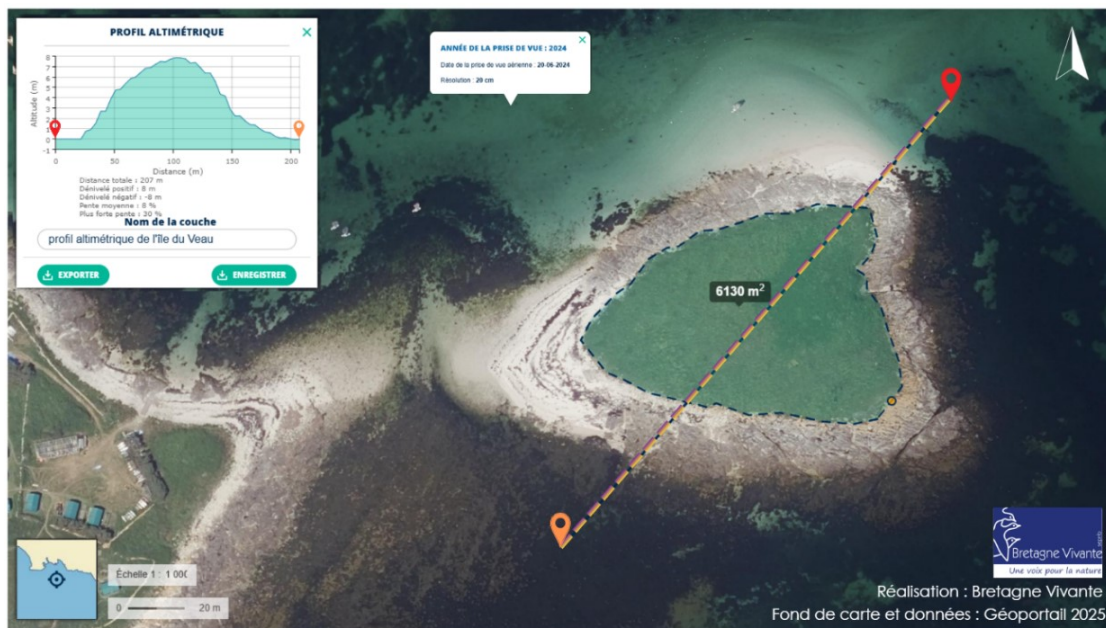 PROFIL ALTIMÉTRIQUE
Altitude (m)
8
7
6
5
4
3
2
1
0
-1
0
50
100
150
200
Distance (m)
Distance totale : 207 m
Dénivelé positif : 8 m
Dénivelé négatif : -8 m
Pente moyenne : 8 %
Plus forte pente : 30 %
Nom de la couche
profil altimétrique de l'île du Veau
EXPORTER
ENREGISTRER
ANNÉE DE LA PRISE DE VUE : 2024
Date de la prise de vue aérienne : 20-06-2024
Résolution : 20 cm
6130 m²
Échelle 1 : 1 000
0 20 m
Bretagne Vivante
Une voix pour la nature
Réalisation : Bretagne Vivante
Fond de carte et données : Géoportail 2025